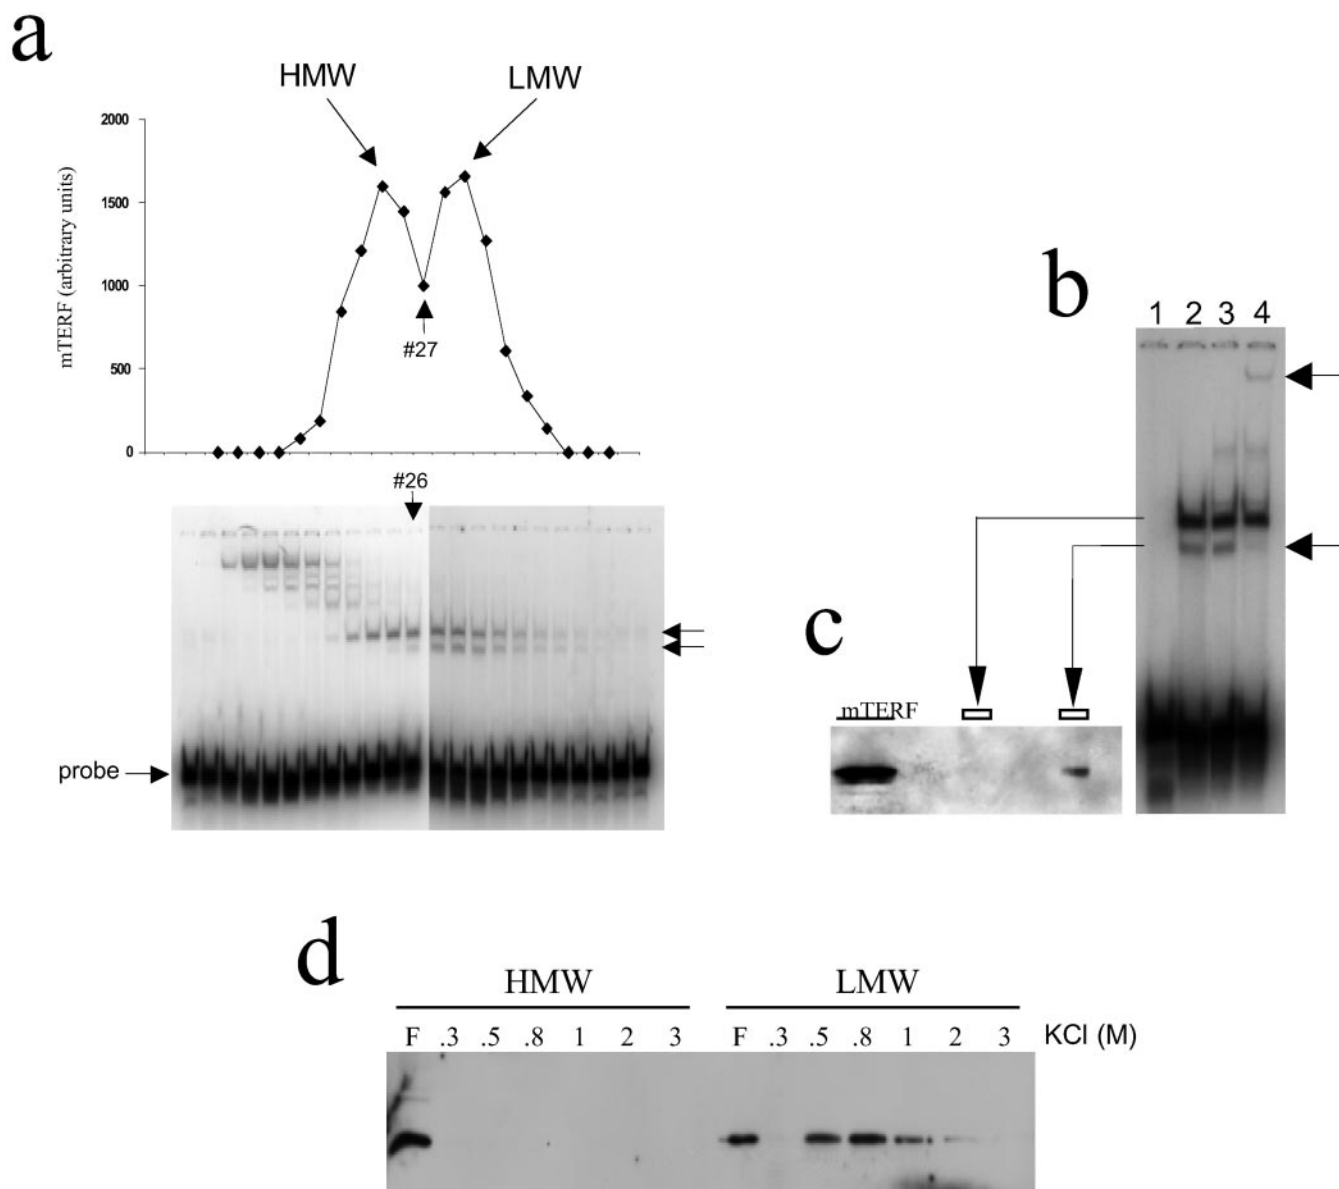 a
HMW
LMW
2000
1500
1000
500
0
mTERF (arbitrary units)
#27
#26
probe
b
1 2 3 4
c
mTERF
d
HMW LMW
F .3 .5 .8 1 2 3 F .3 .5 .8 1 2 3 KCl (M)